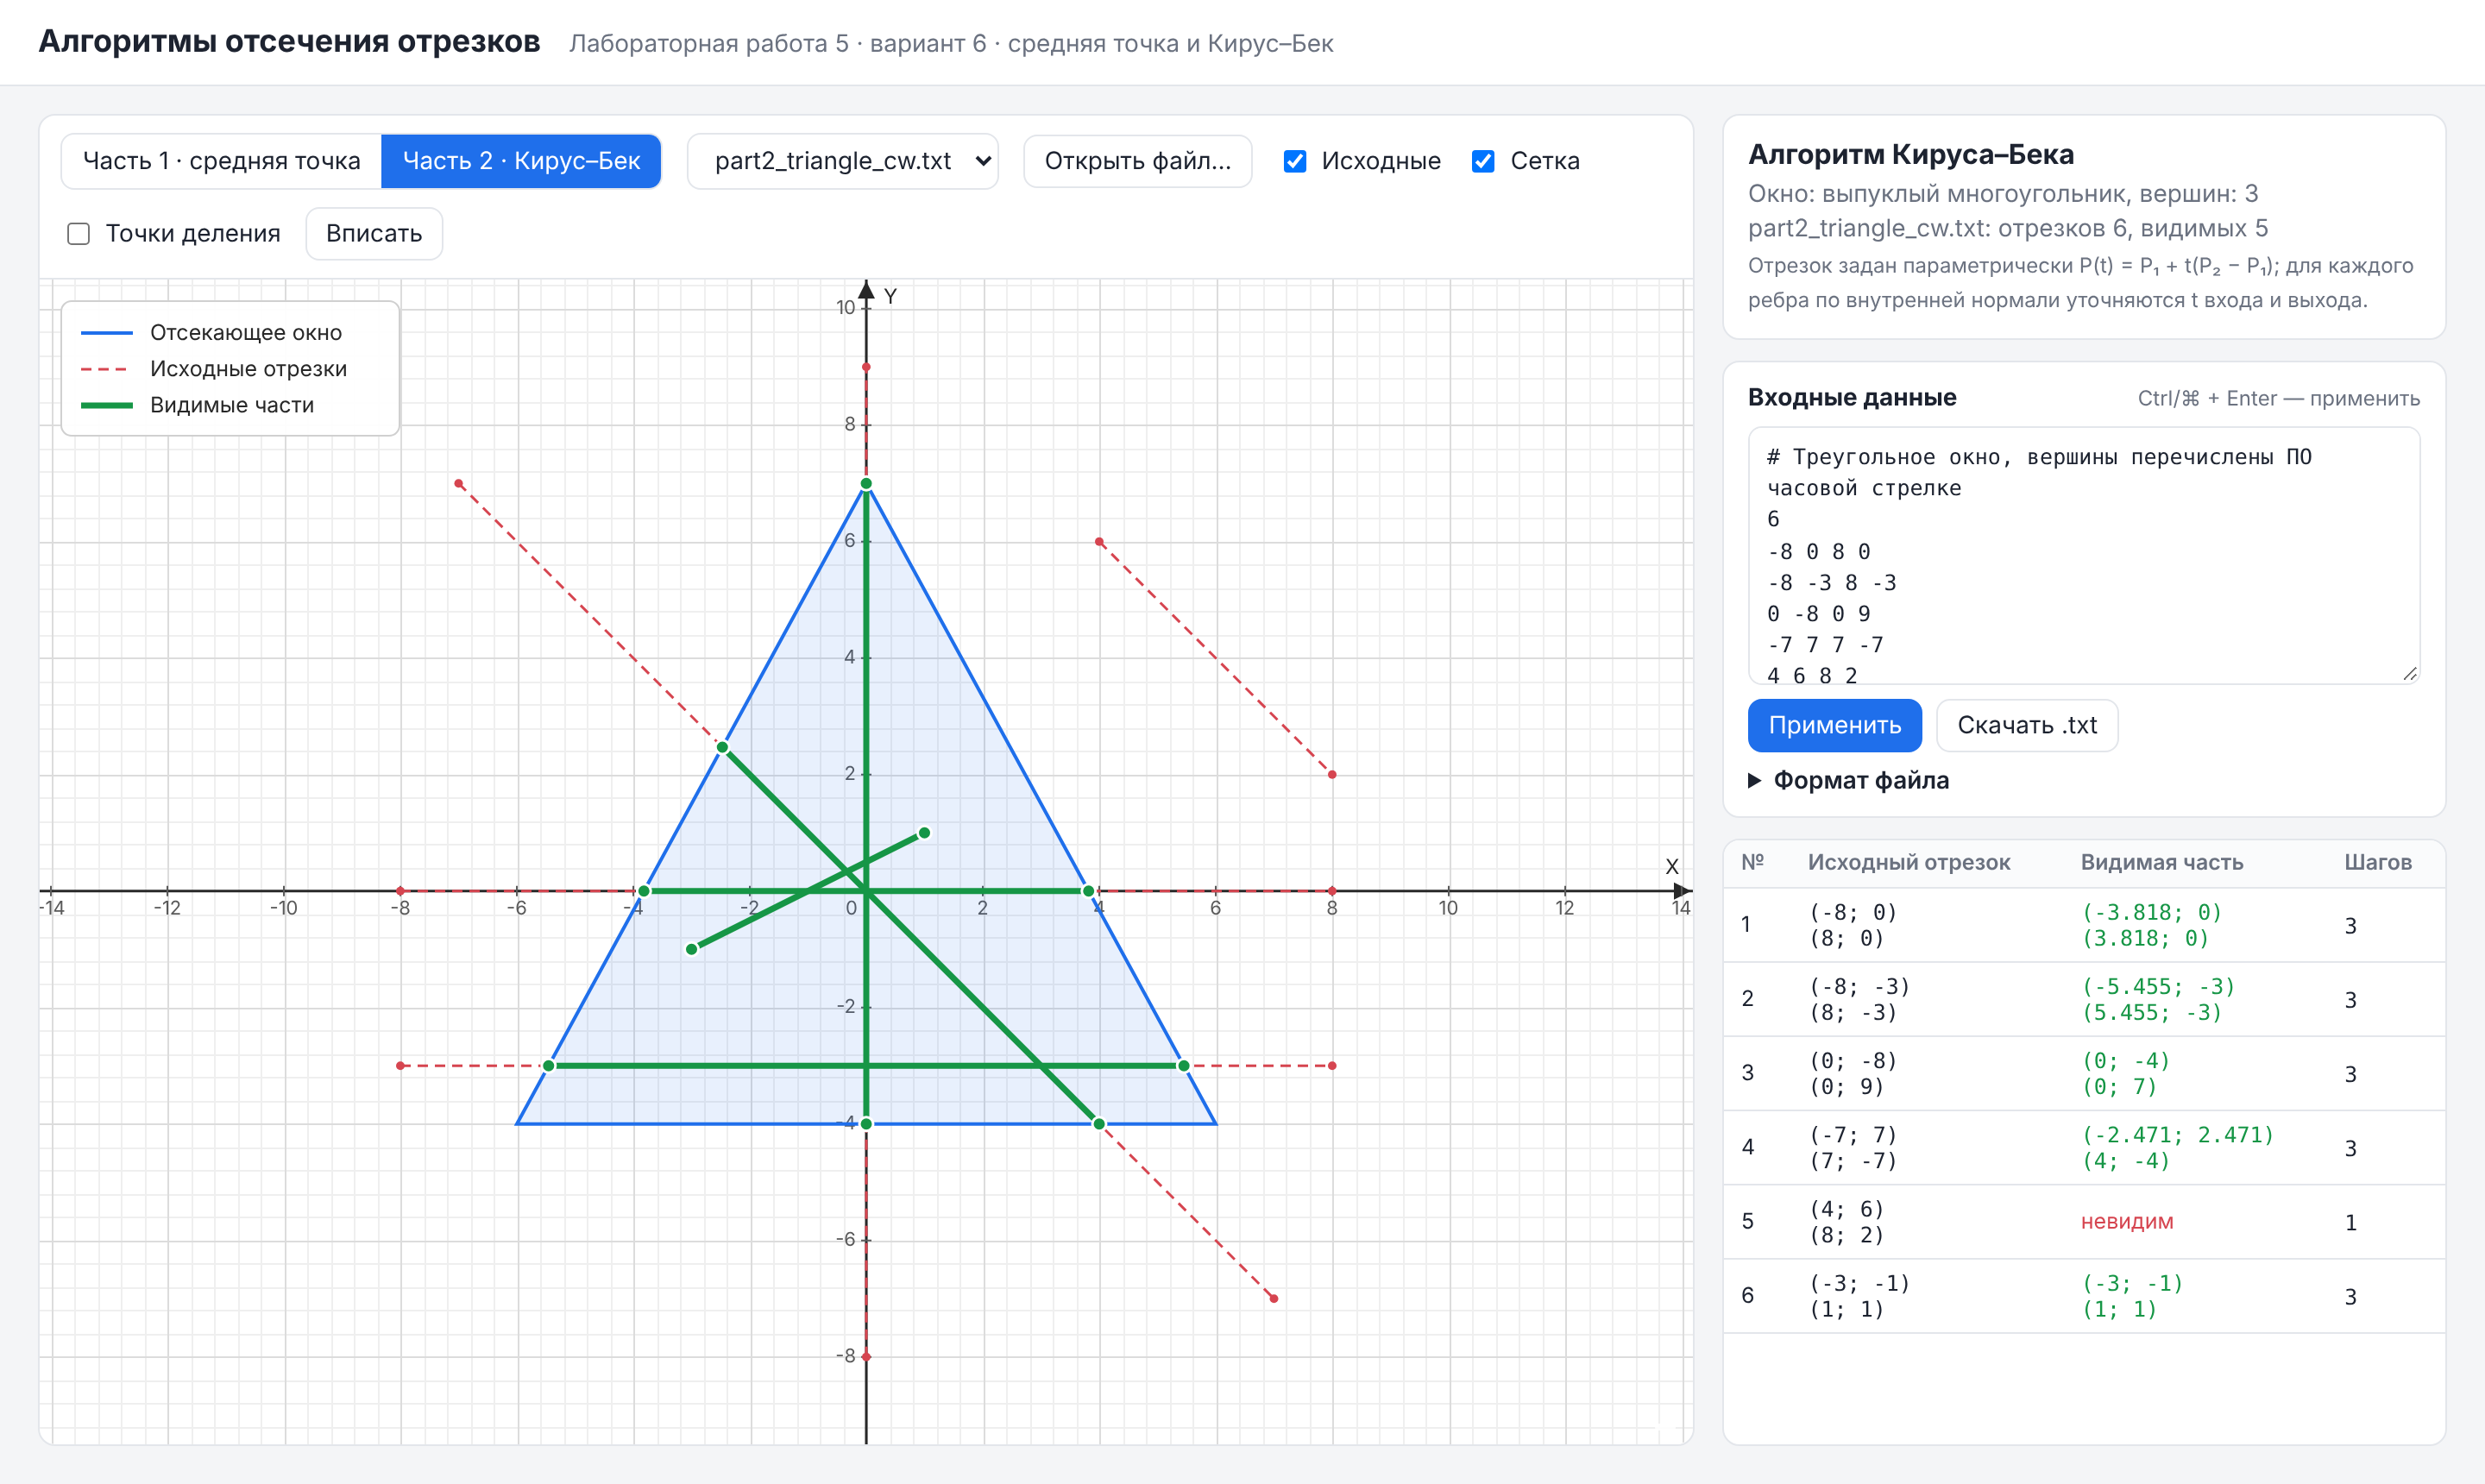 Алгоритмы отсечения отрезков
Лабораторная работа 5 · вариант 6 · средняя точка и Кирус–Бек
Часть 1 · средняя точка
Часть 2 · Кирус–Бек
part2_triangle_cw.txt
Открыть файл...
Исходные
Сетка
Точки деления
Вписать
Отсекающее окно
Исходные отрезки
Видимые части
Y
10
8
6
4
2
X
-14 -12 -10 -8 -6 -4 -2 0 2 4 6 8 10 12 14
-2
-4
-6
-8
Алгоритм Кируса–Бека
Окно: выпуклый многоугольник, вершин: 3
part2_triangle_cw.txt: отрезков 6, видимых 5
Отрезок задан параметрически P(t) = P₁ + t(P₂ − P₁); для каждого
ребра по внутренней нормали уточняются t входа и выхода.
Входные данные
Ctrl/⌘ + Enter — применить
# Треугольное окно, вершины перечислены ПО
часовой стрелке
6
-8 0 8 0
-8 -3 8 -3
0 -8 0 9
-7 7 7 -7
4 6 8 2
Применить
Скачать .txt
Формат файла
№ Исходный отрезок Видимая часть Шагов
1 (-8; 0) (-3.818; 0) 3
(8; 0) (3.818; 0)
2 (-8; -3) (-5.455; -3) 3
(8; -3) (5.455; -3)
3 (0; -8) (0; -4) 3
(0; 9) (0; 7)
4 (-7; 7) (-2.471; 2.471) 3
(7; -7) (4; -4)
5 (4; 6) невидим 1
(8; 2)
6 (-3; -1) (-3; -1) 3
(1; 1) (1; 1)